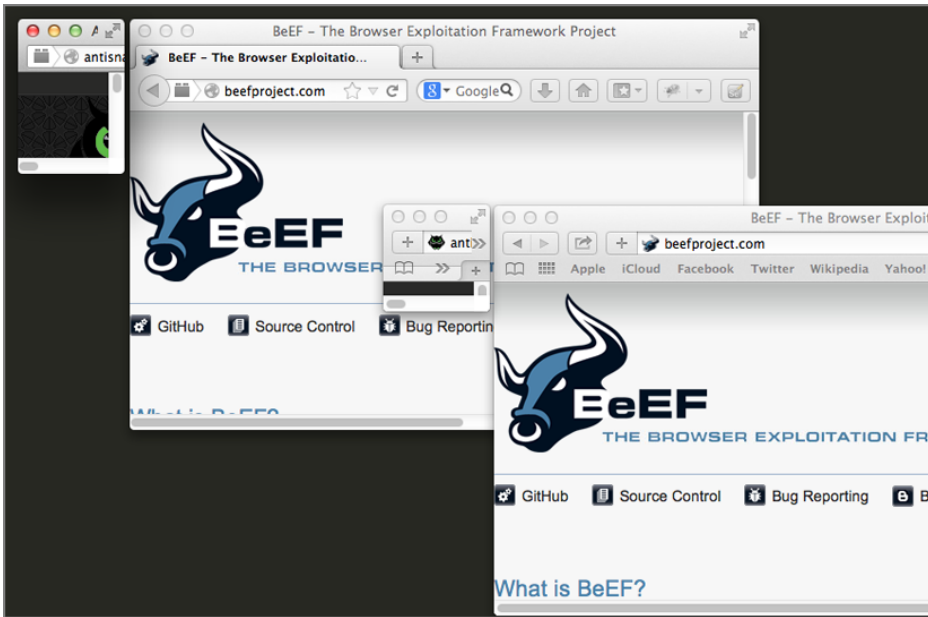 A
antisna
BeEF – The Browser Exploitation Framework Project
BeEF – The Browser Exploitatio...
beefproject.com
Google
BeEF
THE BROWSER
GitHub
Source Control
Bug Reportin
What is BeEF?
ant
BeEF – The Browser Exploit
beefproject.com
Apple
iCloud
Facebook
Twitter
Wikipedia
Yahoo!
BeEF
THE BROWSER EXPLOITATION FR
GitHub
Source Control
Bug Reporting
B
What is BeEF?